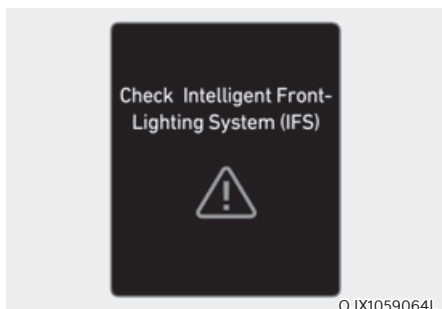 Check Intelligent Front-
Lighting System (IFS)
OJX1059064L